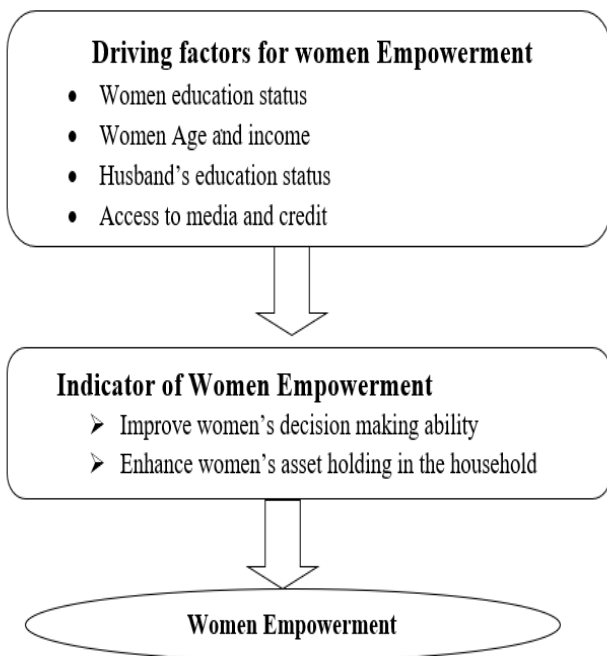 Driving factors for women Empowerment
• Women education status
• Women Age and income
• Husband's education status
• Access to media and credit
Indicator of Women Empowerment
➢ Improve women's decision making ability
➢ Enhance women's asset holding in the household
Women Empowerment